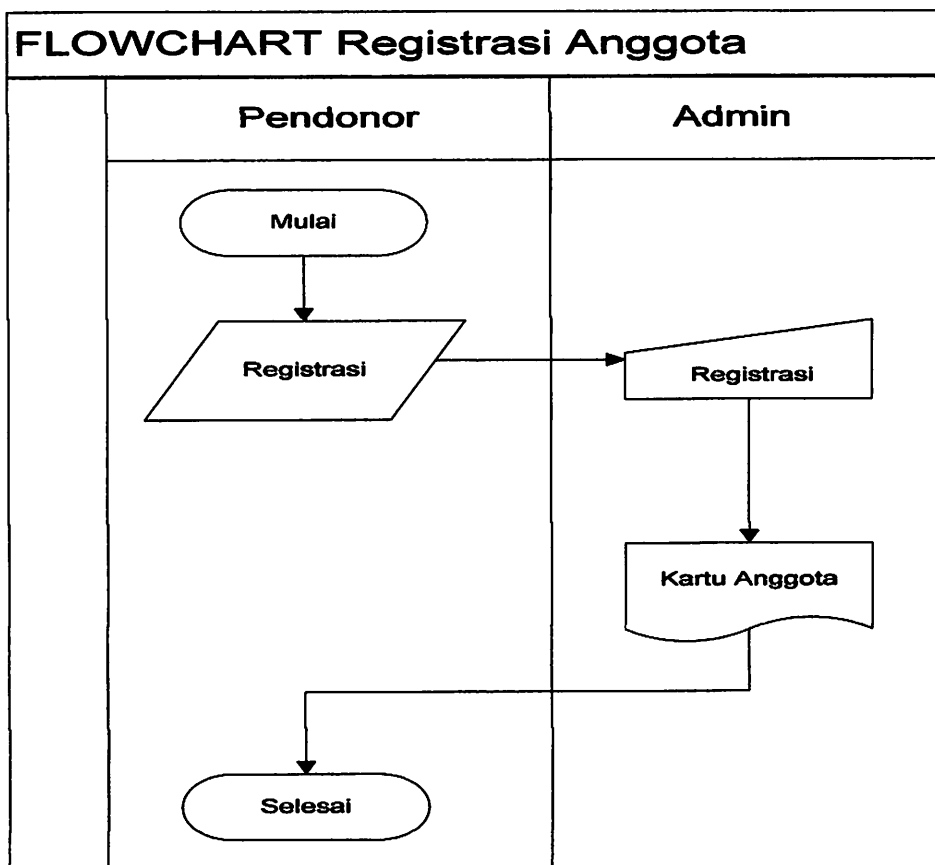 FLOWCHART Registrasi Anggota
Pendonor
Admin
Mulai
Registrasi
Registrasi
Kartu Anggota
Selesai